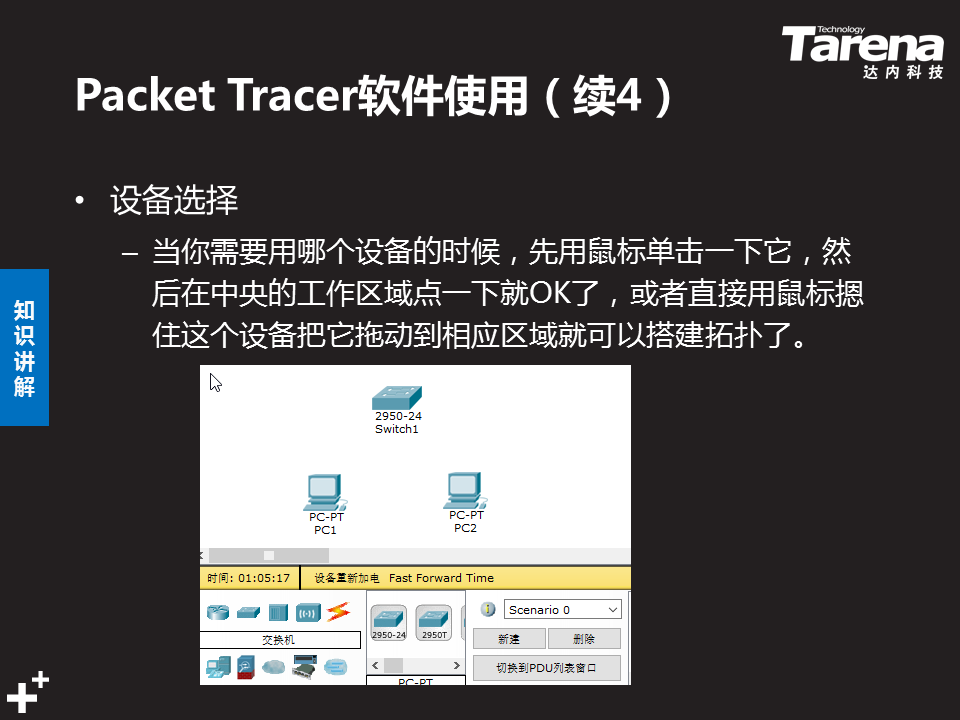 Technology
Tarena
达内科技
Packet Tracer软件使用（续4）
• 设备选择
– 当你需要用哪个设备的时候，先用鼠标单击一下它，然
后在中央的工作区域点一下就OK了，或者直接用鼠标摁
住这个设备把它拖动到相应区域就可以搭建拓扑了。
知识讲解
2950-24
Switch1
PC-PT
PC1
PC-PT
PC2
时间: 01:05:17 设备重新加电 Fast Forward Time
交换机
2950-24 2950T
PC-PT
Scenario 0
新建 删除
切换到PDU列表窗口